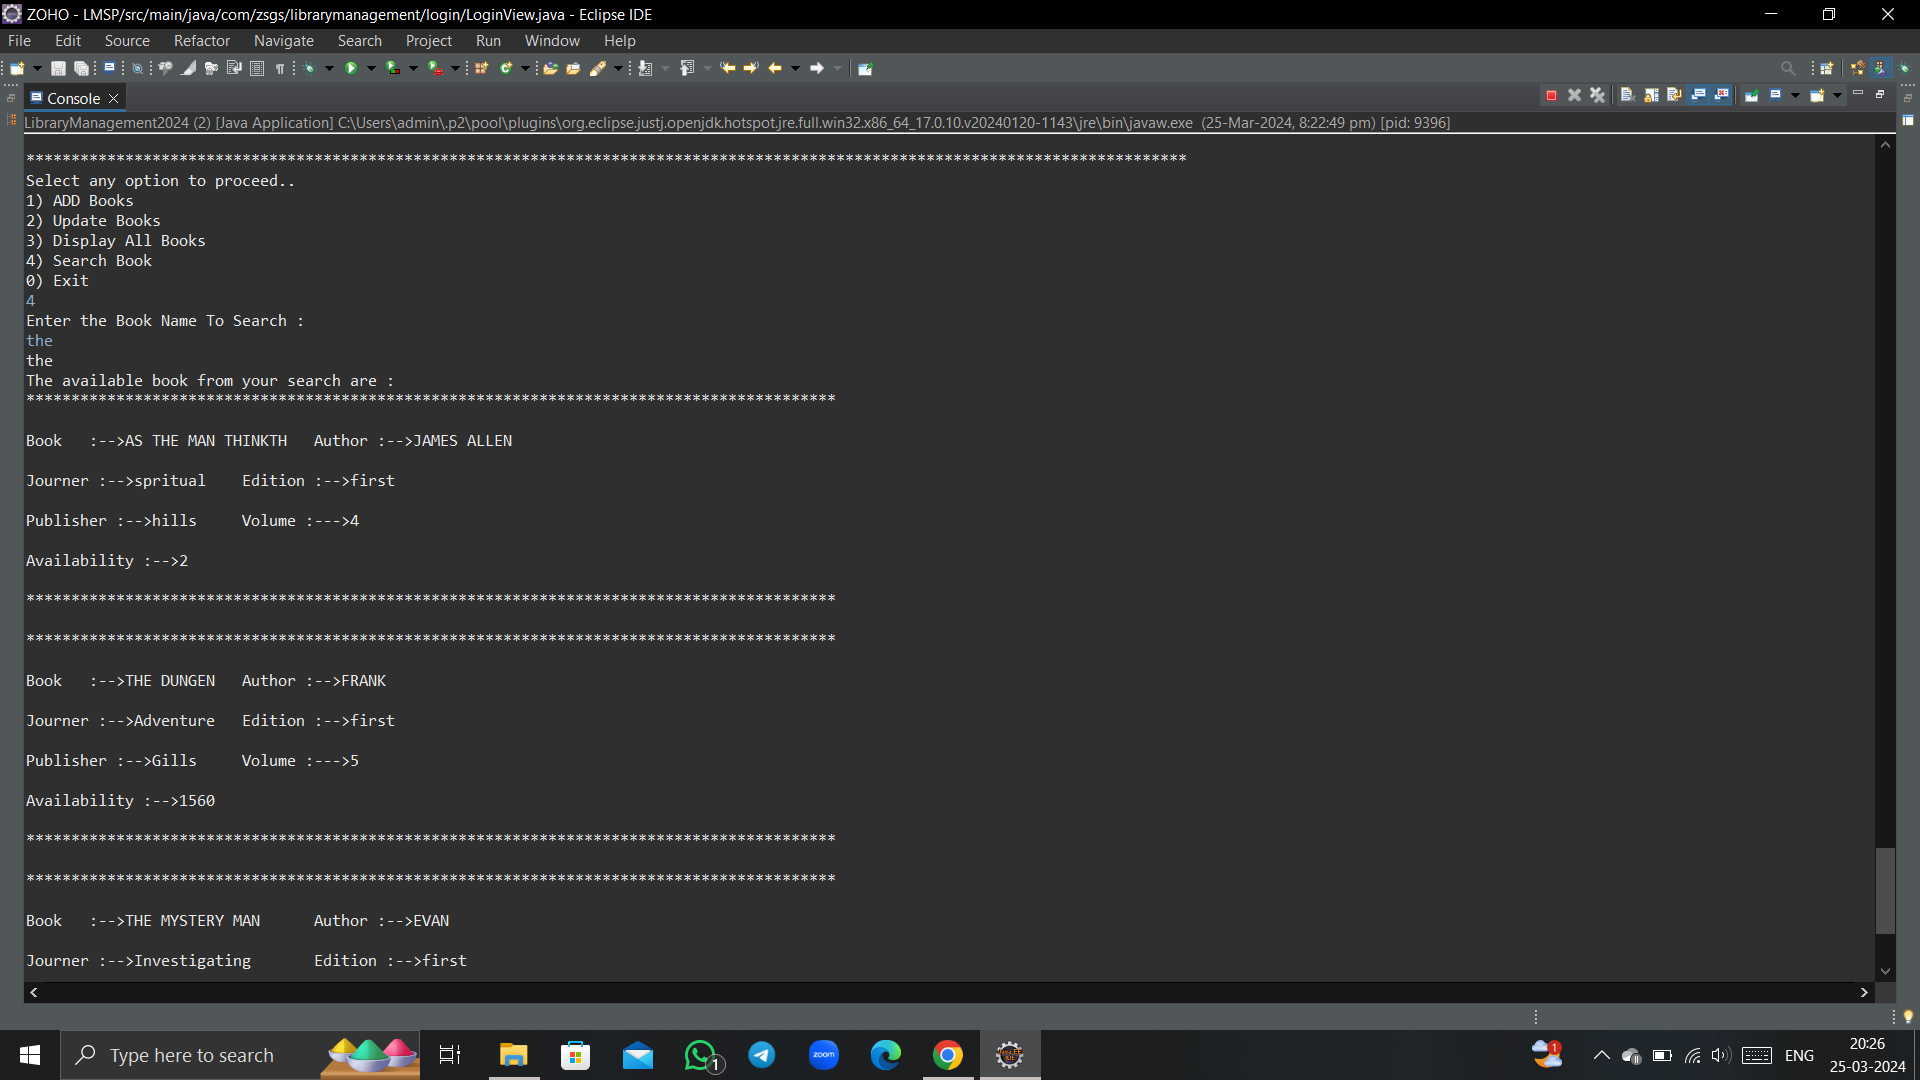 ZOHO - LMSP/src/main/java/com/zsgs/librarymanagement/login/LoginView.java - Eclipse IDE
File Edit Source Refactor Navigate Search Project Run Window Help
Console
LibraryManagement2024 (2) [Java Application] C:\Users\admin\.p2\pool\plugins\org.eclipse.justj.openjdk.hotspot.jre.full.win32.x86_64_17.0.10.v20240120-1143\jre\bin\javaw.exe (25-Mar-2024, 8:22:49 pm) [pid: 9396]
*********************************************************************************************************************************
Select any option to proceed..
1) ADD Books
2) Update Books
3) Display All Books
4) Search Book
0) Exit
4
Enter the Book Name To Search :
the
the
The available book from your search are :
******************************************************************************************
Book   :-->AS THE MAN THINKTH   Author :-->JAMES ALLEN
Journer :-->spritual    Edition :-->first
Publisher :-->hills     Volume :--->4
Availability :-->2
******************************************************************************************
******************************************************************************************
Book   :-->THE DUNGEN   Author :-->FRANK
Journer :-->Adventure   Edition :-->first
Publisher :-->Gills     Volume :--->5
Availability :-->1560
******************************************************************************************
******************************************************************************************
Book   :-->THE MYSTERY MAN      Author :-->EVAN
Journer :-->Investigating       Edition :-->first
Type here to search
1
zoom
1
ENG
20:26
25-03-2024